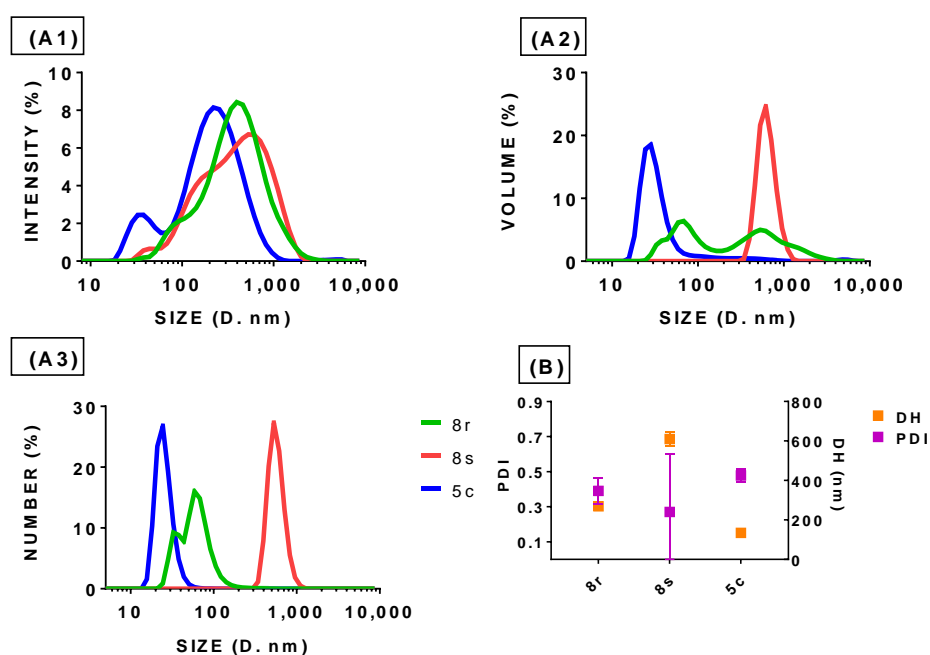 (A1)
INTENSITY (%)
10
8
6
4
2
0
10 100 1,000 10,000
SIZE (D. nm)
(A2)
VOLUME (%)
30
20
10
0
10 100 1,000 10,000
SIZE (D. nm)
(A3)
NUMBER (%)
30
20
10
0
10 100 1,000 10,000
SIZE (D. nm)
8r
8s
5c
(B)
PDI
0.9
0.7
0.5
0.3
0.1
8r 8s 5c
800
600
400
200
0
DH (nm)
DH
PDI